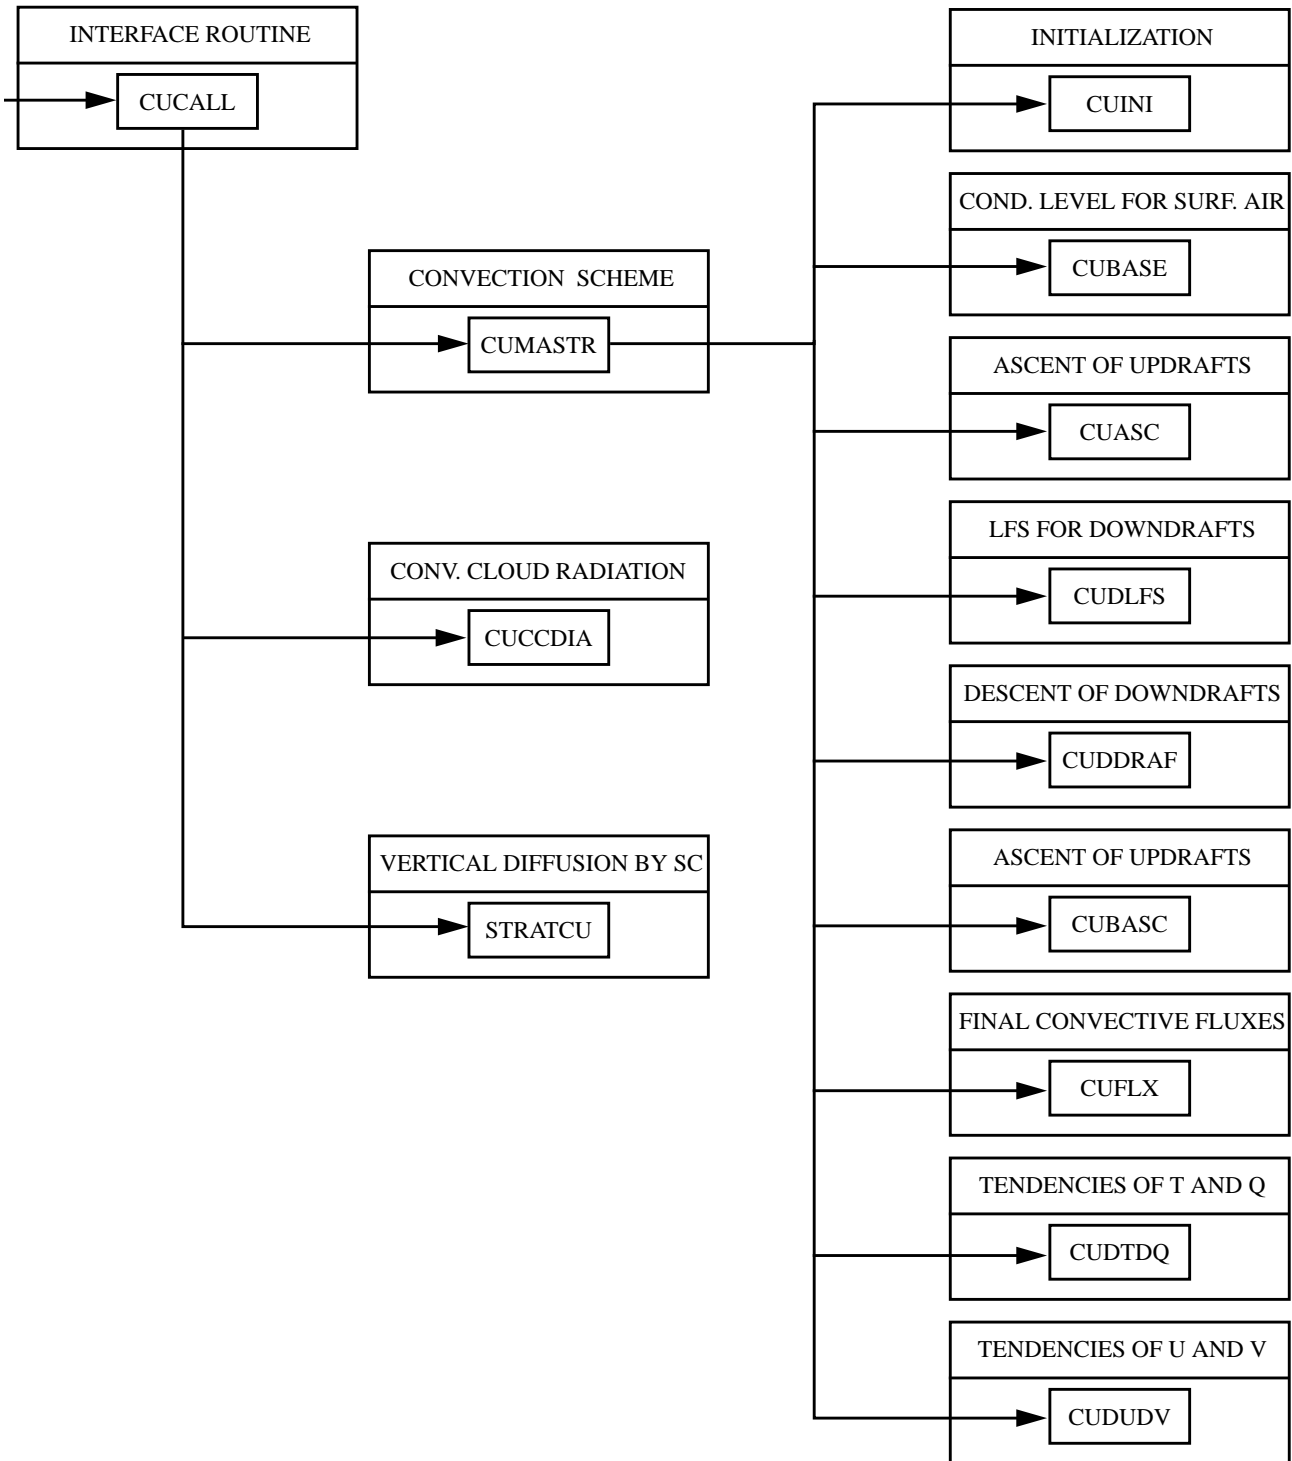 INTERFACE ROUTINE
CUCALL
CONVECTION SCHEME
CUMASTR
CONV. CLOUD RADIATION
CUCCDIA
VERTICAL DIFFUSION BY SC
STRATCU
INITIALIZATION
CUINI
COND. LEVEL FOR SURF. AIR
CUBASE
ASCENT OF UPDRAFTS
CUASC
LFS FOR DOWNDRAFTS
CUDLFS
DESCENT OF DOWNDRAFTS
CUDDRAF
ASCENT OF UPDRAFTS
CUBASC
FINAL CONVECTIVE FLUXES
CUFLX
TENDENCIES OF T AND Q
CUDTDQ
TENDENCIES OF U AND V
CUDUDV